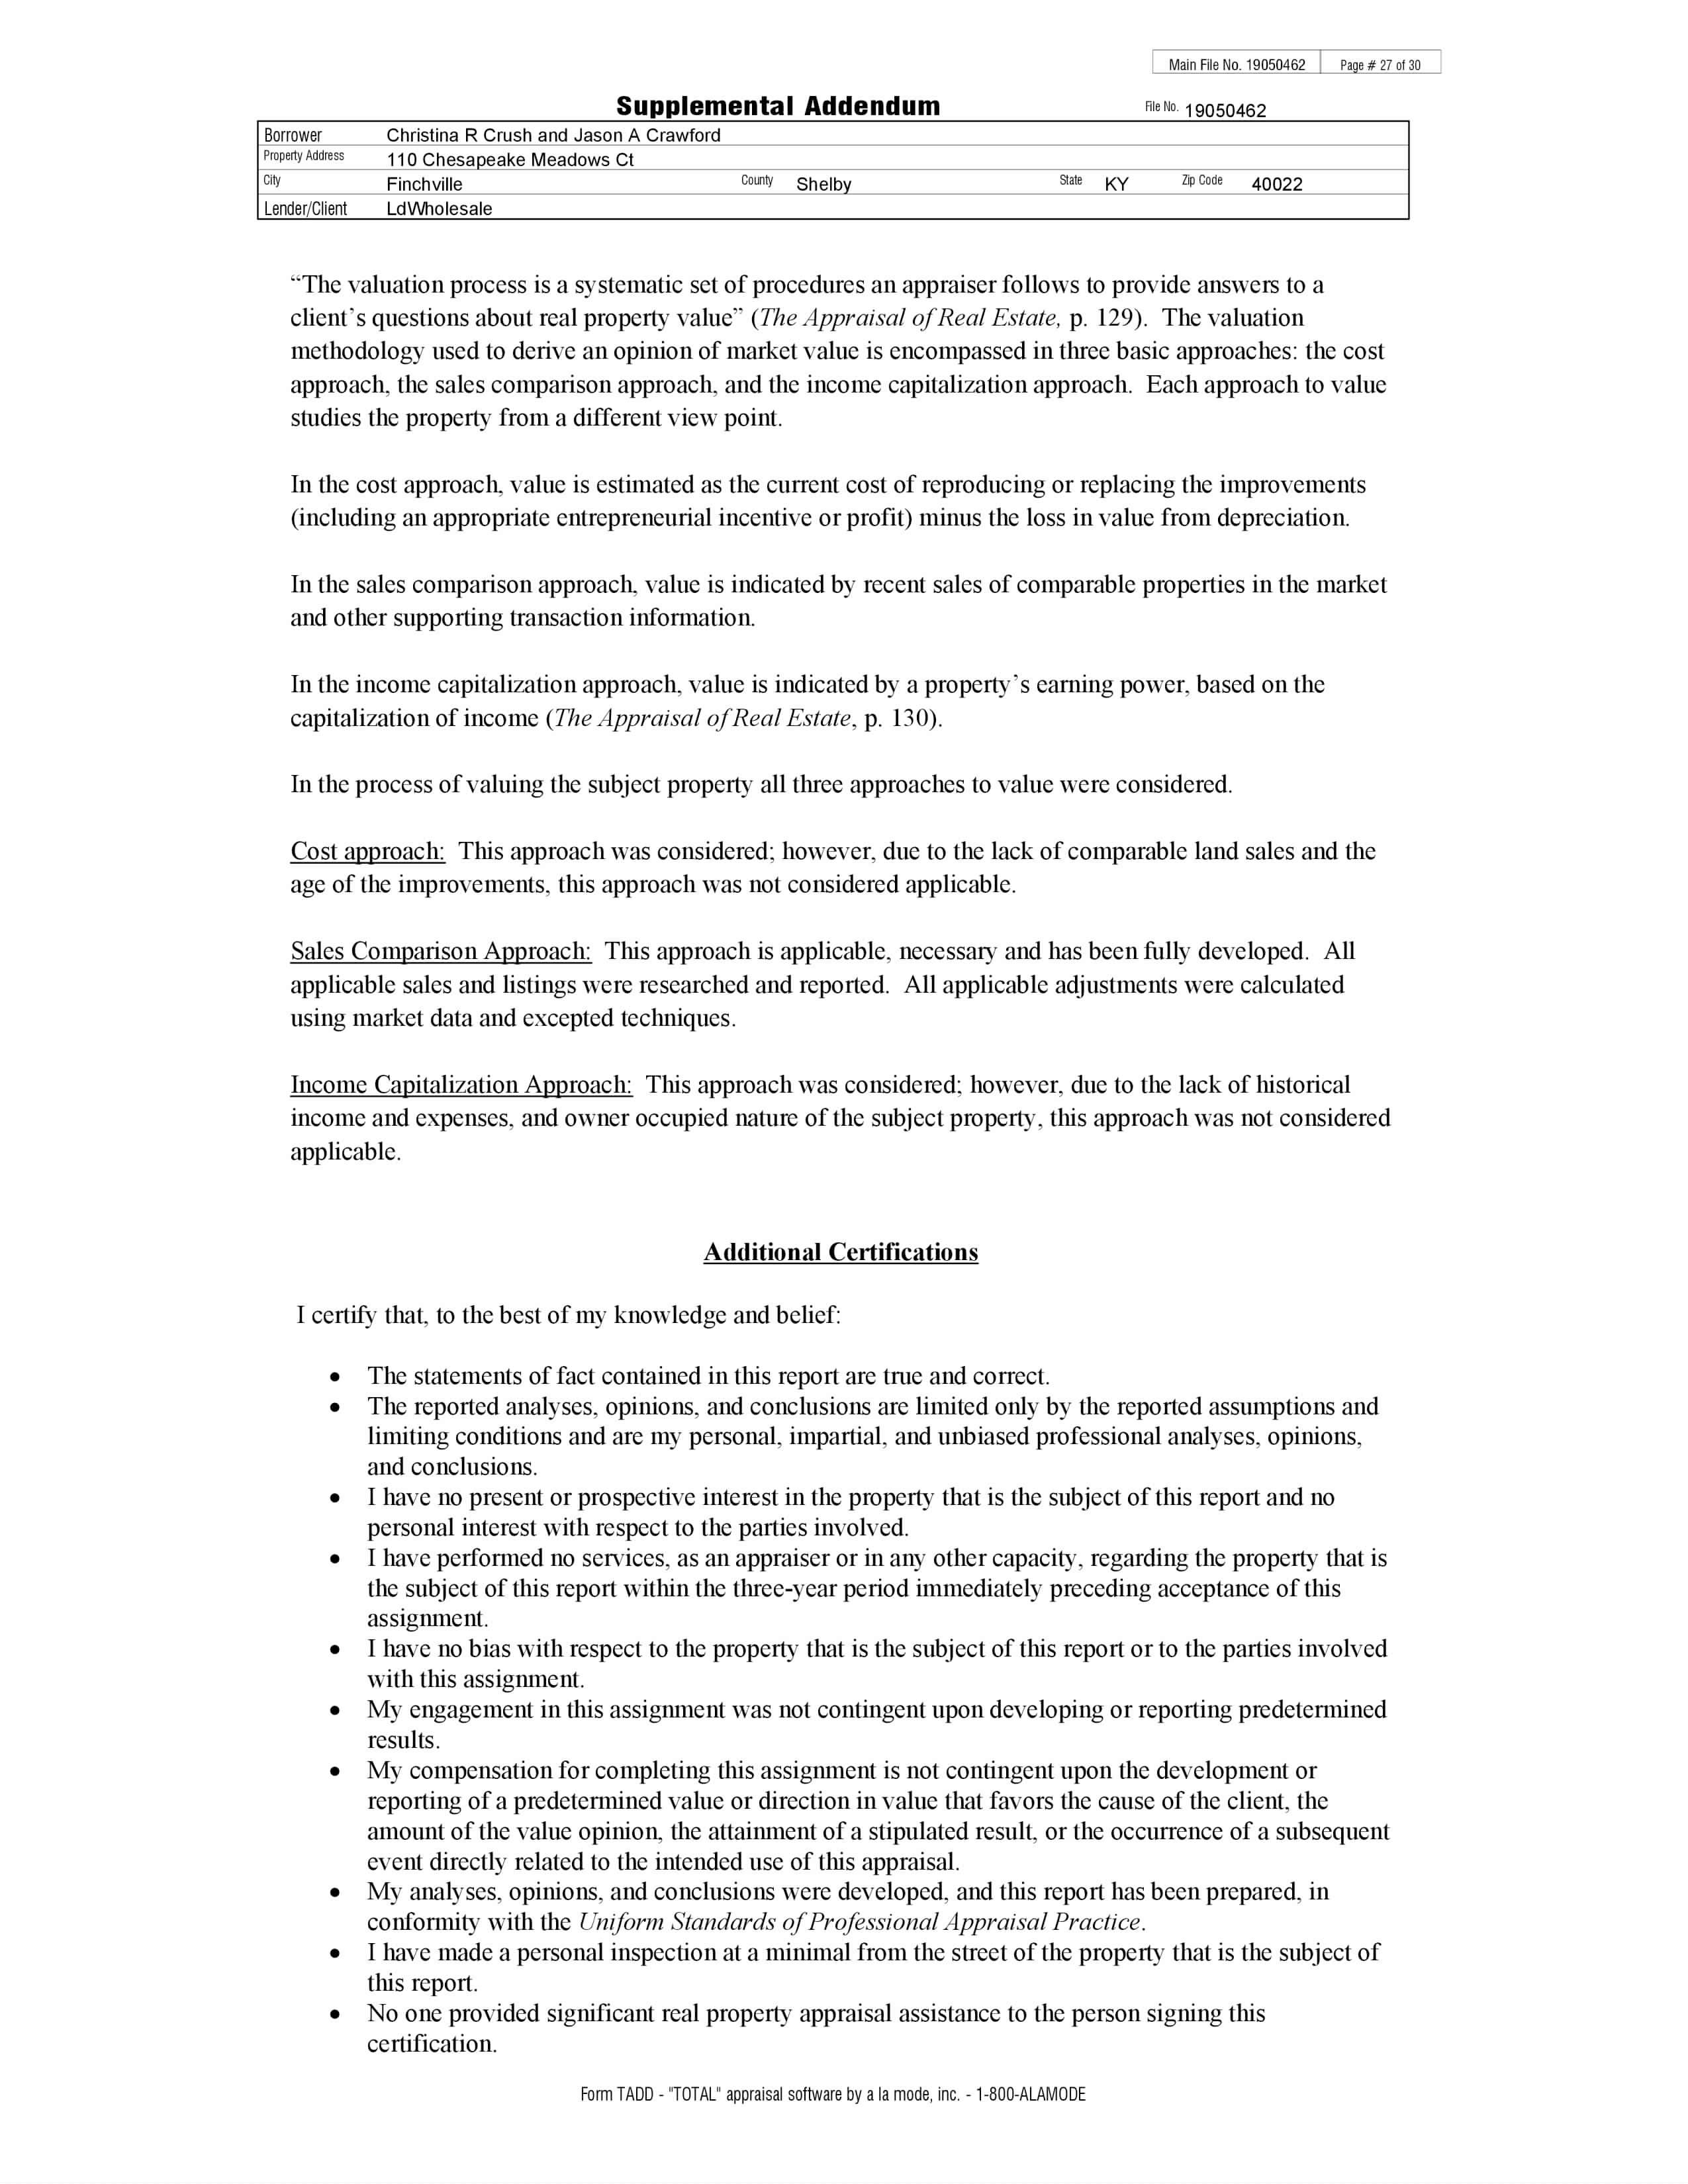 Main File No. 19050462 Page # 27 of 30
Supplemental Addendum File No. 19050462
Borrower Christina R Crush and Jason A Crawford
Property Address 110 Chesapeake Meadows Ct
City Finchville County Shelby State KY Zip Code 40022
Lender/Client LdWholesale
“The valuation process is a systematic set of procedures an appraiser follows to provide answers to a
client’s questions about real property value” (The Appraisal of Real Estate, p. 129). The valuation
methodology used to derive an opinion of market value is encompassed in three basic approaches: the cost
approach, the sales comparison approach, and the income capitalization approach. Each approach to value
studies the property from a different view point.
In the cost approach, value is estimated as the current cost of reproducing or replacing the improvements
(including an appropriate entrepreneurial incentive or profit) minus the loss in value from depreciation.
In the sales comparison approach, value is indicated by recent sales of comparable properties in the market
and other supporting transaction information.
In the income capitalization approach, value is indicated by a property’s earning power, based on the
capitalization of income (The Appraisal of Real Estate, p. 130).
In the process of valuing the subject property all three approaches to value were considered.
Cost approach: This approach was considered; however, due to the lack of comparable land sales and the
age of the improvements, this approach was not considered applicable.
Sales Comparison Approach: This approach is applicable, necessary and has been fully developed. All
applicable sales and listings were researched and reported. All applicable adjustments were calculated
using market data and excepted techniques.
Income Capitalization Approach: This approach was considered; however, due to the lack of historical
income and expenses, and owner occupied nature of the subject property, this approach was not considered
applicable.
Additional Certifications
I certify that, to the best of my knowledge and belief:
• The statements of fact contained in this report are true and correct.
• The reported analyses, opinions, and conclusions are limited only by the reported assumptions and
limiting conditions and are my personal, impartial, and unbiased professional analyses, opinions,
and conclusions.
• I have no present or prospective interest in the property that is the subject of this report and no
personal interest with respect to the parties involved.
• I have performed no services, as an appraiser or in any other capacity, regarding the property that is
the subject of this report within the three-year period immediately preceding acceptance of this
assignment.
• I have no bias with respect to the property that is the subject of this report or to the parties involved
with this assignment.
• My engagement in this assignment was not contingent upon developing or reporting predetermined
results.
• My compensation for completing this assignment is not contingent upon the development or
reporting of a predetermined value or direction in value that favors the cause of the client, the
amount of the value opinion, the attainment of a stipulated result, or the occurrence of a subsequent
event directly related to the intended use of this appraisal.
• My analyses, opinions, and conclusions were developed, and this report has been prepared, in
conformity with the Uniform Standards of Professional Appraisal Practice.
• I have made a personal inspection at a minimal from the street of the property that is the subject of
this report.
• No one provided significant real property appraisal assistance to the person signing this
certification.
Form TADD - "TOTAL" appraisal software by a la mode, inc. - 1-800-ALAMODE